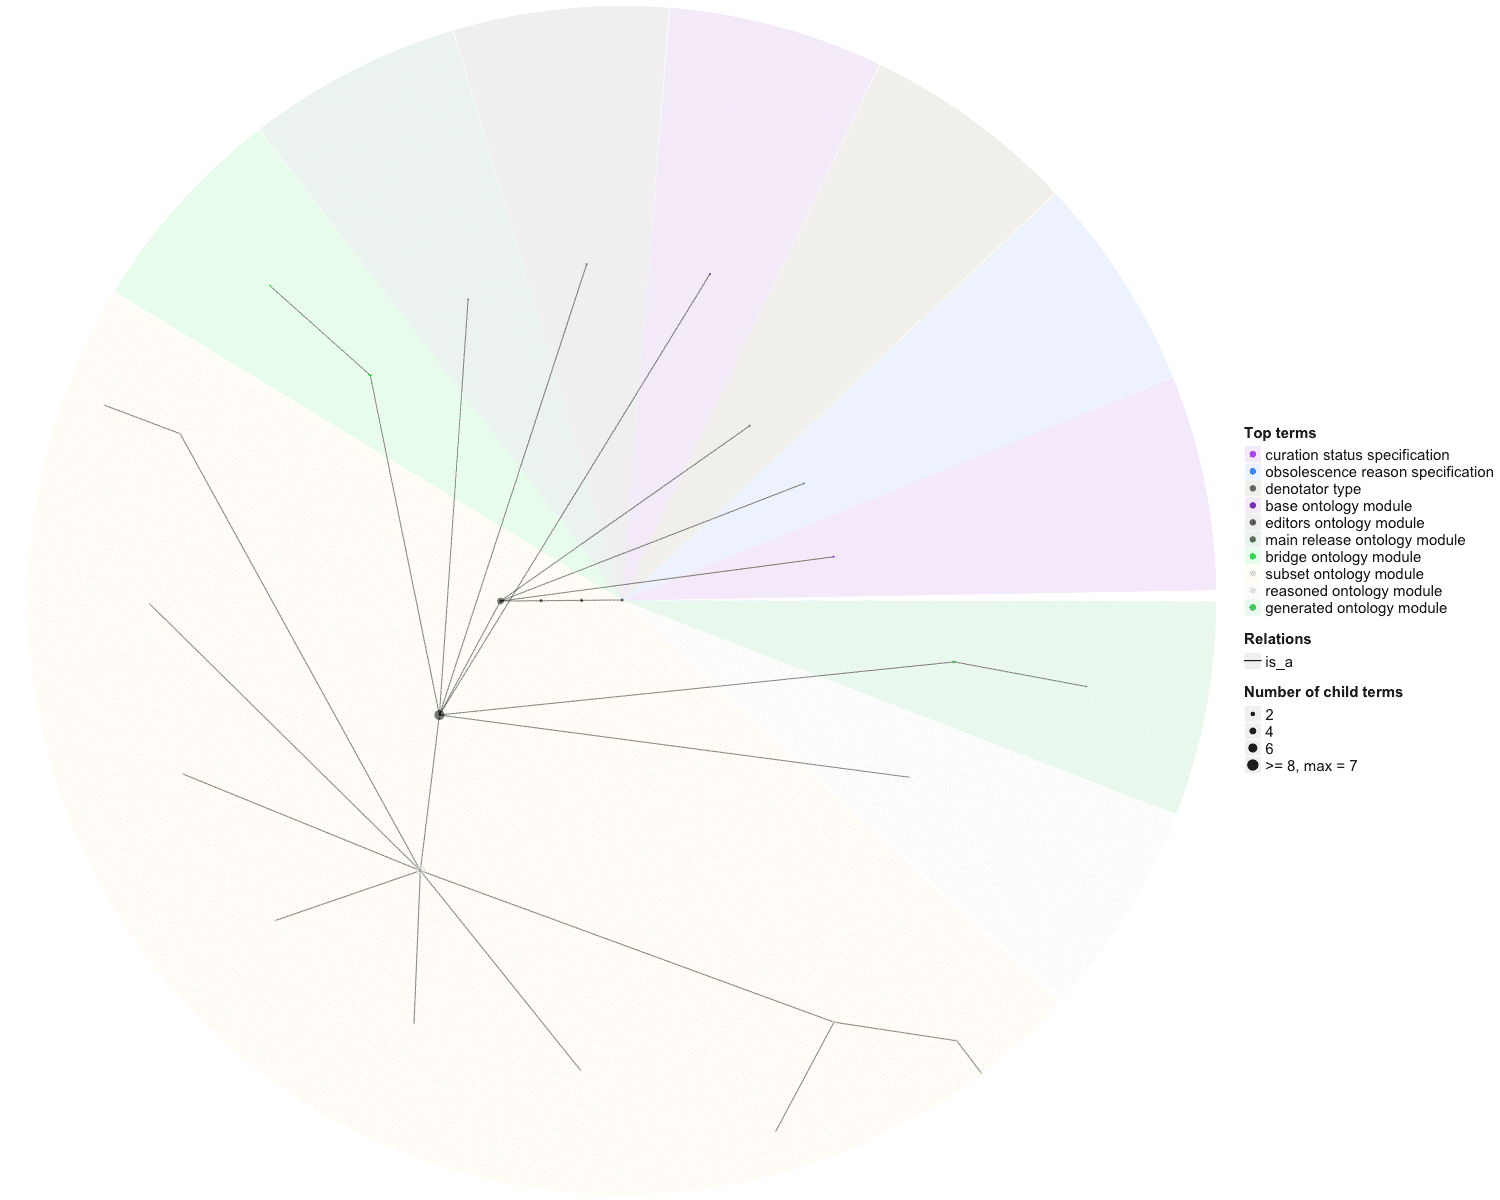 Top terms
curation status specification
obsolescence reason specification
denotator type
base ontology module
editors ontology module
main release ontology module
bridge ontology module
subset ontology module
reasoned ontology module
generated ontology module
Relations
is_a
Number of child terms
2
4
6
>= 8, max = 7